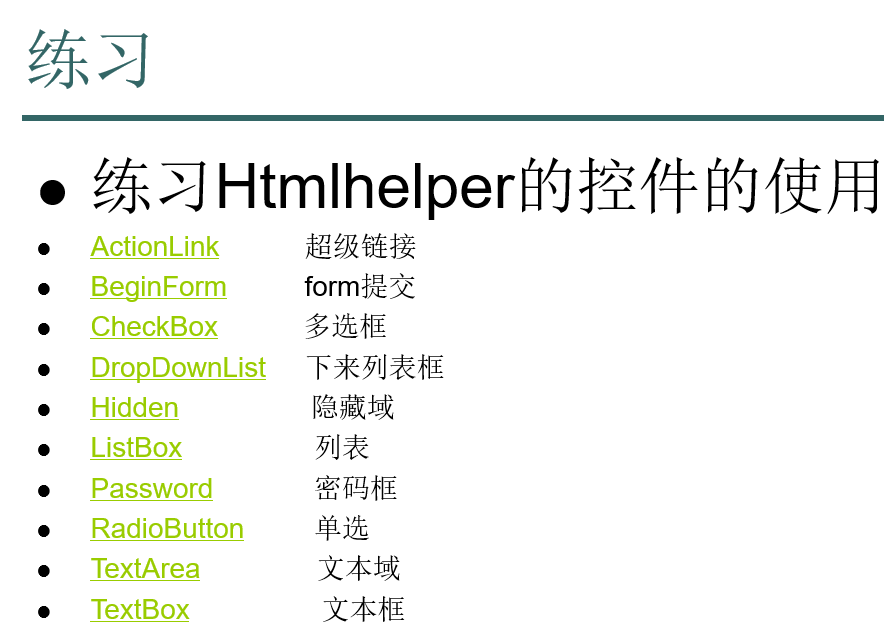 练习
练习Htmlhelper的控件的使用
ActionLink 超级链接
BeginForm form提交
CheckBox 多选框
DropDownList 下来列表框
Hidden 隐藏域
ListBox 列表
Password 密码框
RadioButton 单选
TextArea 文本域
TextBox 文本框